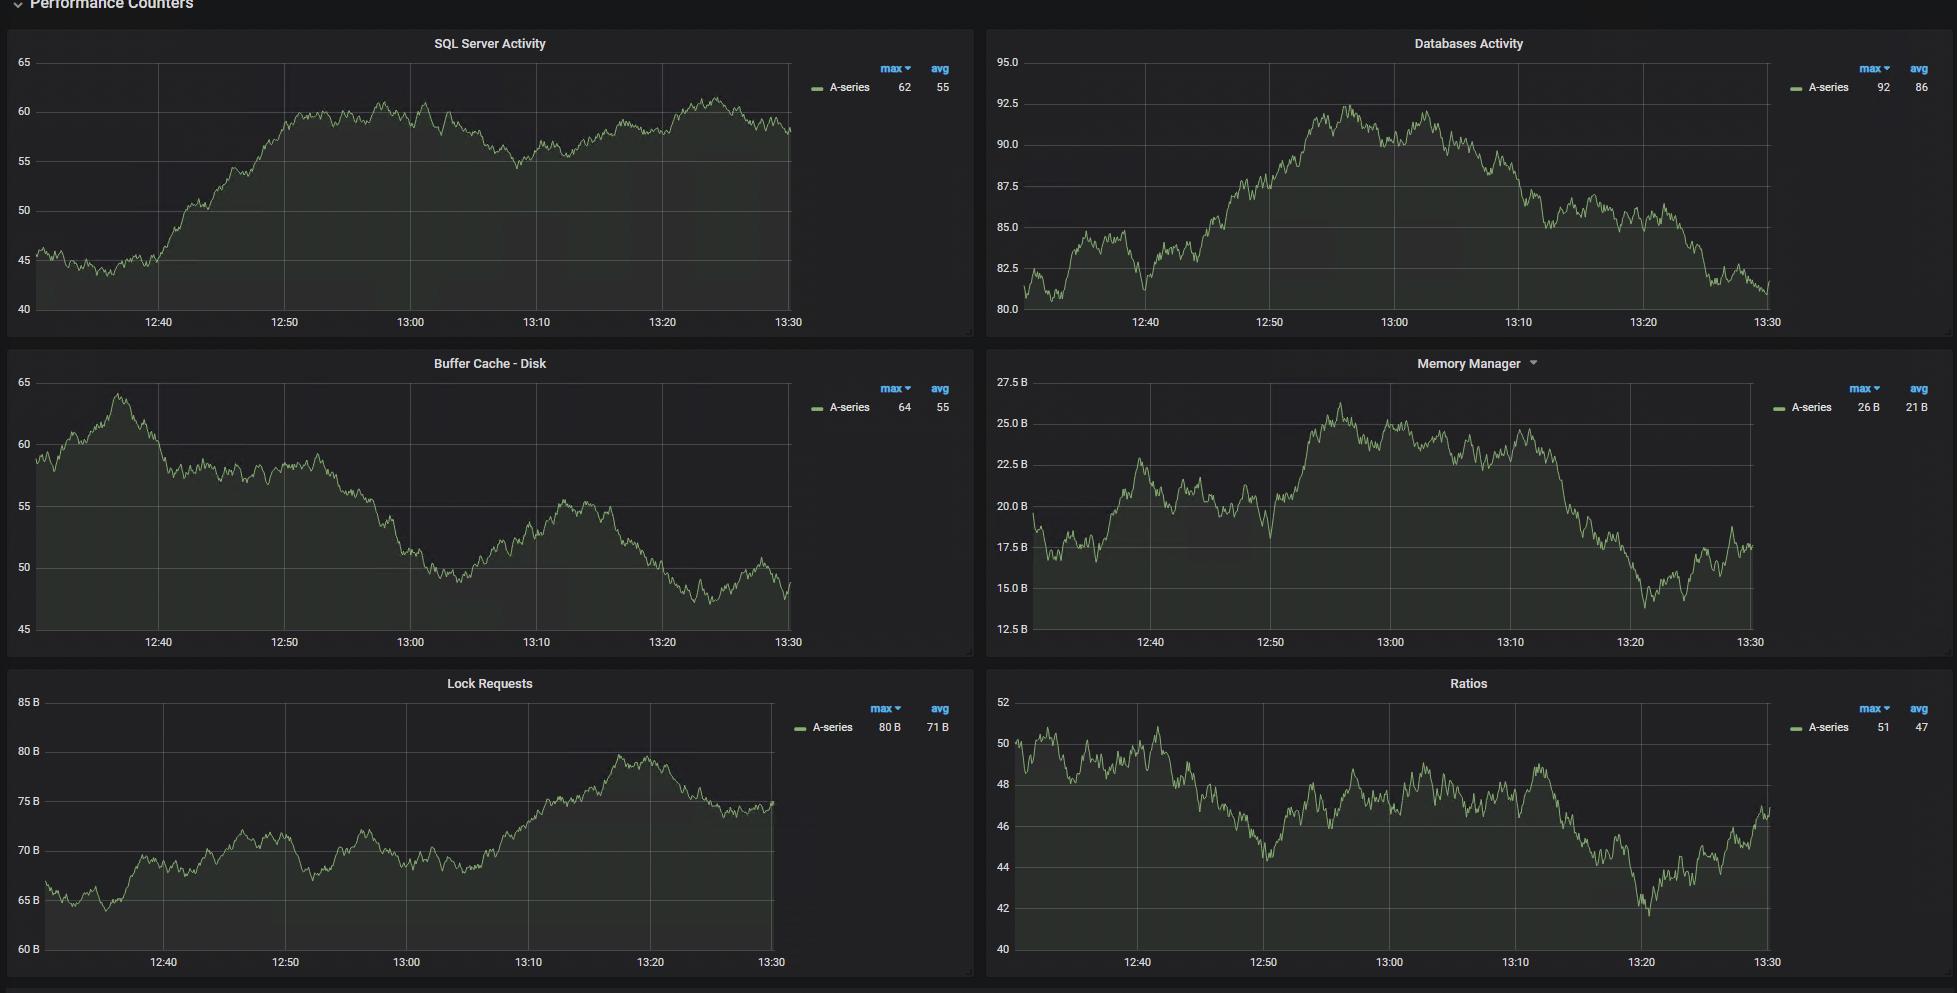 Performance Counters
SQL Server Activity
65
60
55
50
45
40
12:40 12:50 13:00 13:10 13:20 13:30
max avg
A-series 62 55
Databases Activity
95.0
92.5
90.0
87.5
85.0
82.5
80.0
12:40 12:50 13:00 13:10 13:20 13:30
max avg
A-series 92 86
Buffer Cache - Disk
65
60
55
50
45
12:40 12:50 13:00 13:10 13:20 13:30
max avg
A-series 64 55
Memory Manager
27.5 B
25.0 B
22.5 B
20.0 B
17.5 B
15.0 B
12.5 B
12:40 12:50 13:00 13:10 13:20 13:30
max avg
A-series 26 B 21 B
Lock Requests
85 B
80 B
75 B
70 B
65 B
60 B
12:40 12:50 13:00 13:10 13:20 13:30
max avg
A-series 80 B 71 B
Ratios
52
50
48
46
44
42
40
12:40 12:50 13:00 13:10 13:20 13:30
max avg
A-series 51 47